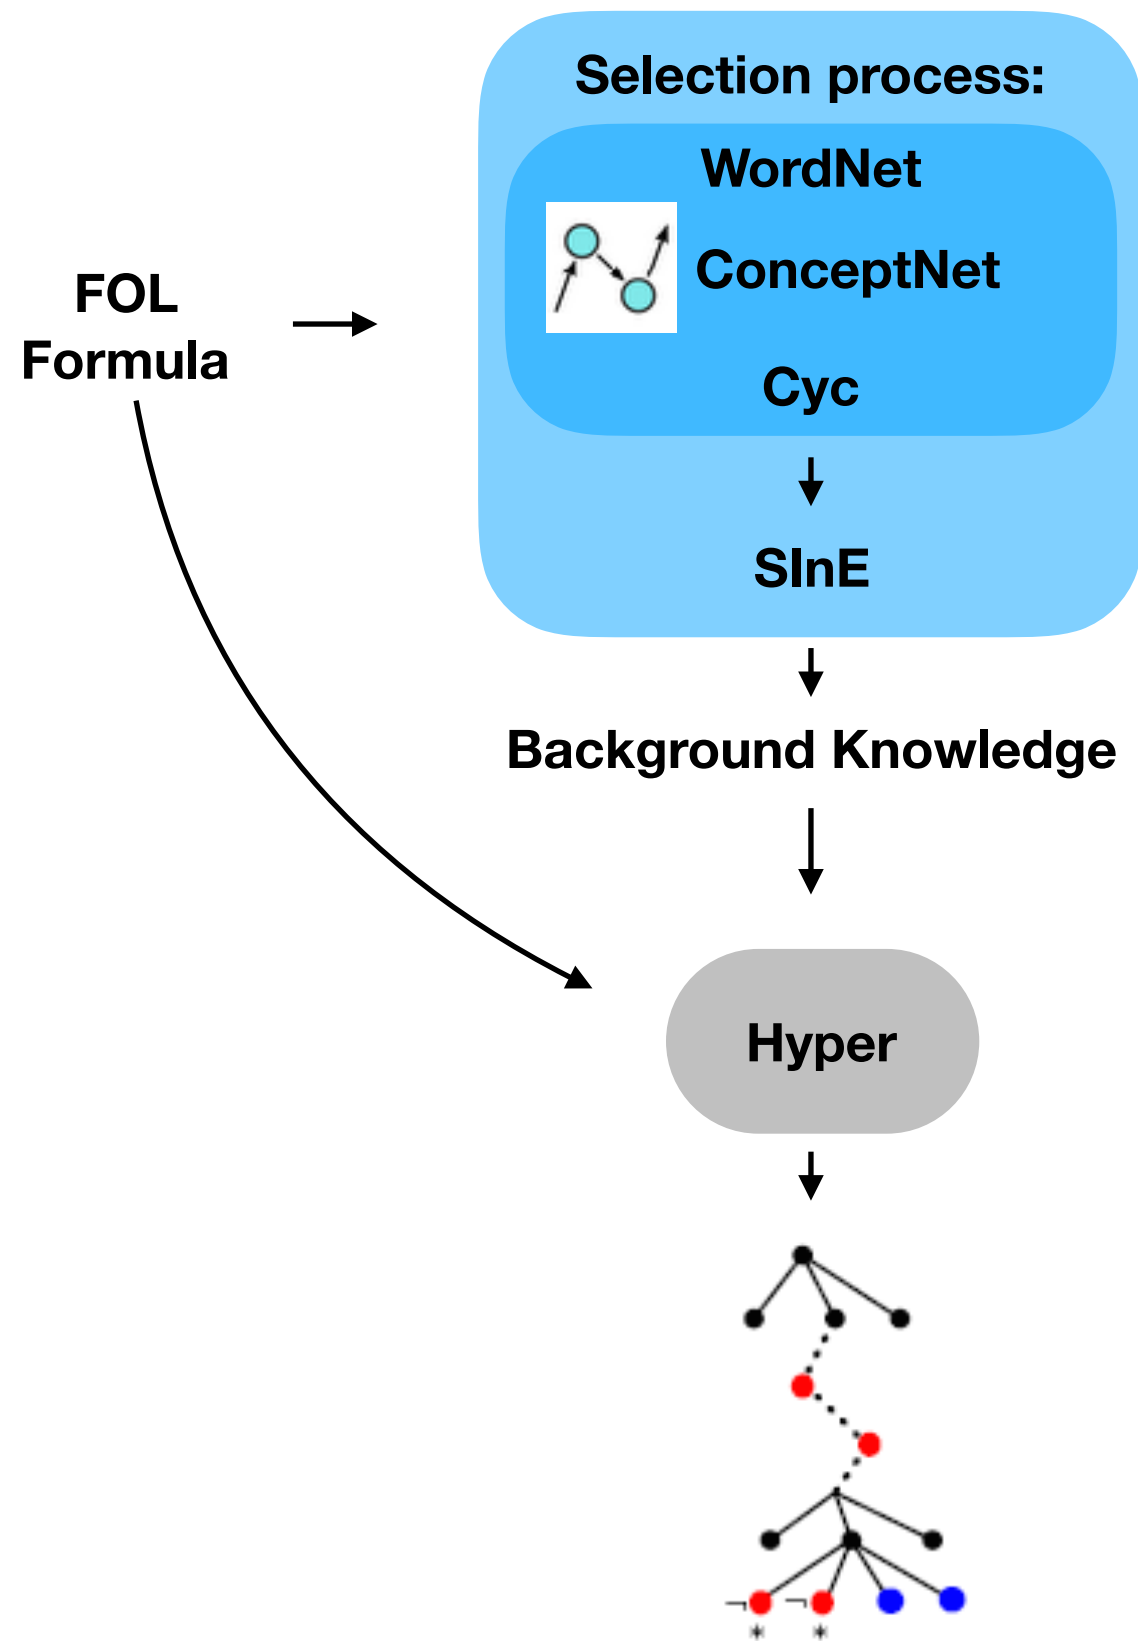 Selection process:
WordNet
ConceptNet
Cyc
SInE
FOL
Formula
Background Knowledge
Hyper
¬ ¬
* *